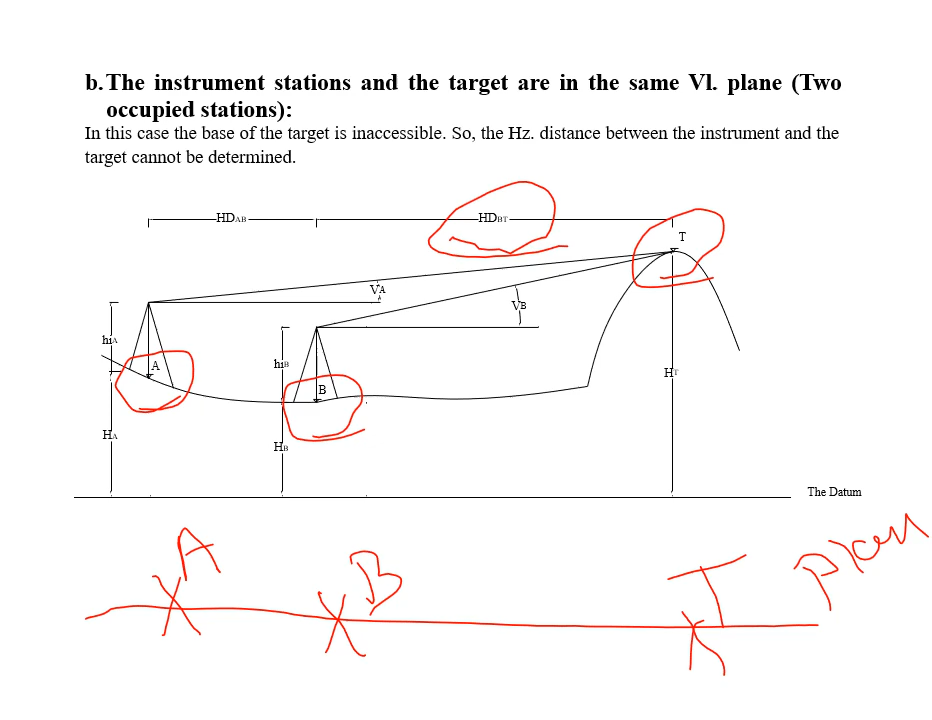 b. The instrument stations and the target are in the same Vl. plane (Two
occupied stations):
In this case the base of the target is inaccessible. So, the Hz. distance between the instrument and the
target cannot be determined.
HDAB HDBT
T
VA
VB
hiA
A
hiB
B
HT
HA
HB
The Datum
A
B
T
Plan